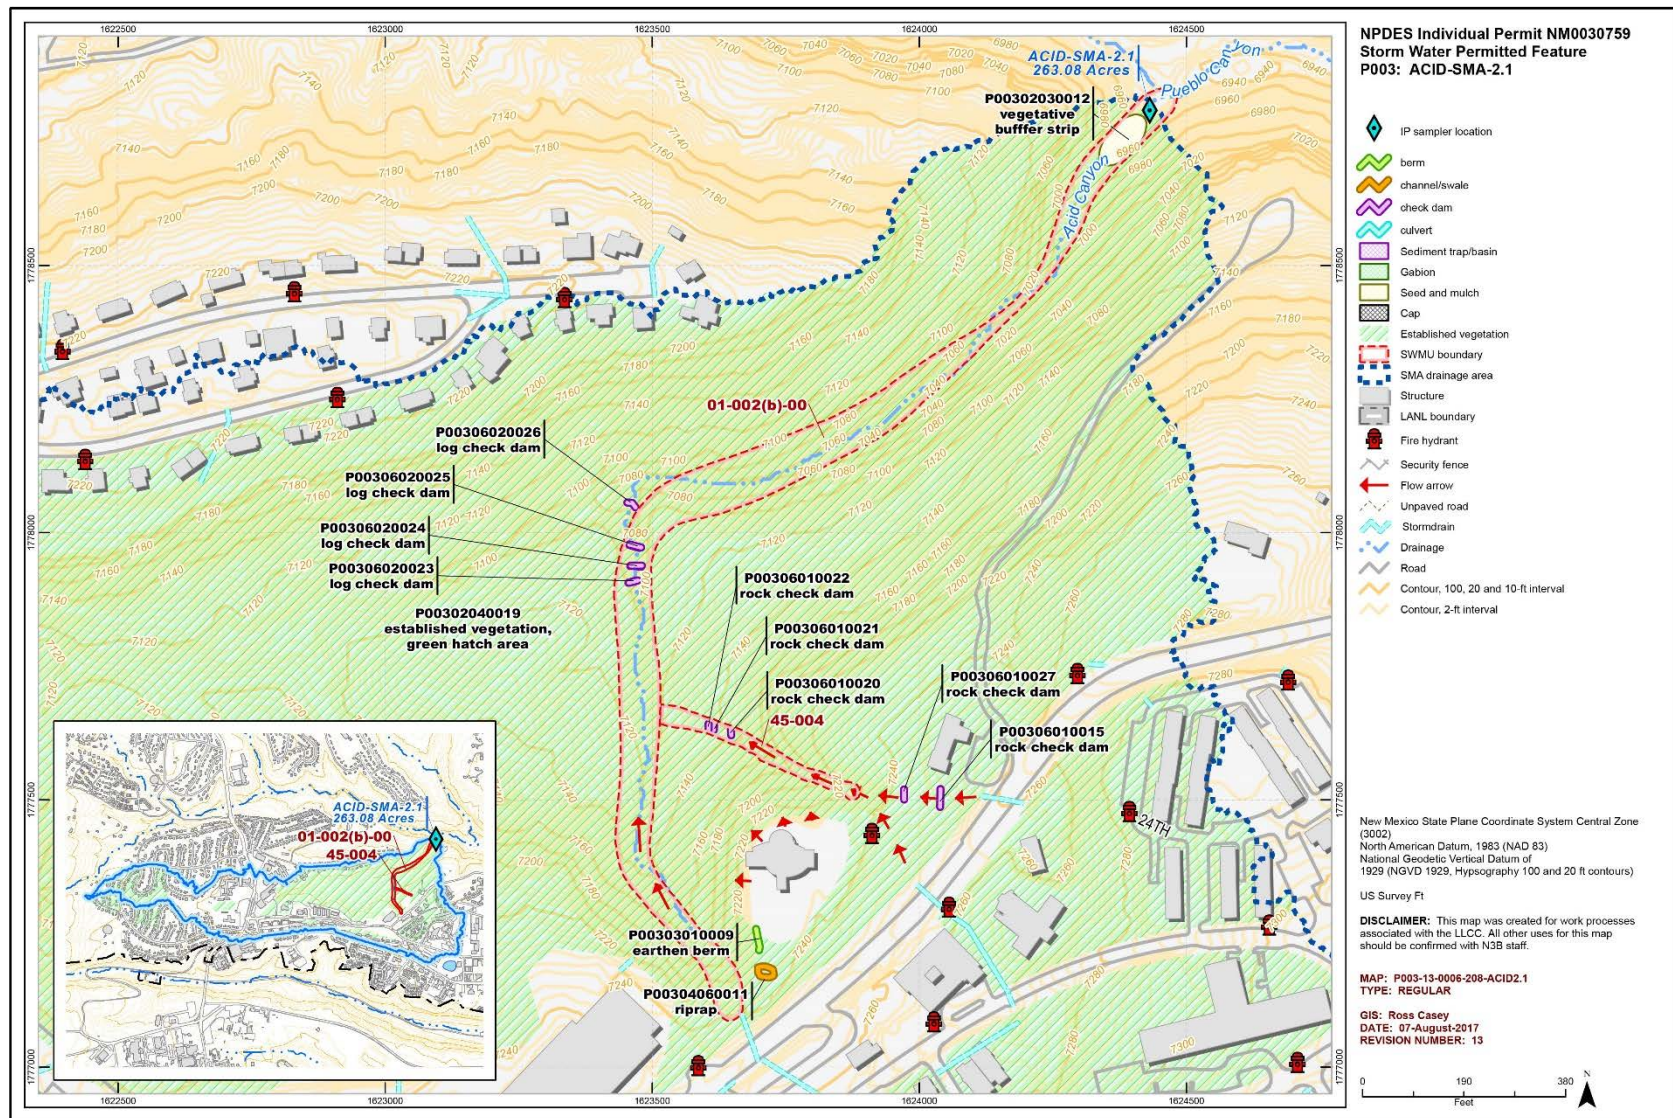 NPDES Individual Permit NM0030759
Storm Water Permitted Feature
P003: ACID-SMA-2.1
IP sampler location
berm
channel/swale
check dam
culvert
Sediment trap/basin
Gabion
Seed and mulch
Cap
Established vegetation
SWMU boundary
SMA drainage area
Structure
LANL boundary
Fire hydrant
Security fence
Flow arrow
Unpaved road
Stormdrain
Drainage
Road
Contour, 100, 20 and 10-ft interval
Contour, 2-ft interval
New Mexico State Plane Coordinate System Central Zone
(3002)
North American Datum, 1983 (NAD 83)
National Geodetic Vertical Datum of
1929 (NGVD 1929, Hypsography 100 and 20 ft contours)
US Survey Ft
DISCLAIMER: This map was created for work processes
associated with the LLCC. All other uses for this map
should be confirmed with N3B staff.
MAP: P003-13-0006-208-ACID2.1
TYPE: REGULAR
GIS: Ross Casey
DATE: 07-August-2017
REVISION NUMBER: 13
0 190 380
Feet
N
1622500 1623000 1623500 1624000 1624500
1778500
1778000
1777500
1777000
1778500
1778000
1777500
1777000
ACID-SMA-2.1
263.08 Acres
Pueblo Canyon
P00302030012
vegetative
bufffer strip
Acid Canyon
01-002(b)-00
P00306020026
log check dam
P00306020025
log check dam
P00306020024
log check dam
P00306020023
log check dam
P00302040019
established vegetation,
green hatch area
P00306010022
rock check dam
P00306010021
rock check dam
P00306010020
rock check dam
45-004
P00306010027
rock check dam
P00306010015
rock check dam
24TH
P00303010009
earthen berm
P00304060011
riprap
ACID-SMA-2.1
263.08 Acres
01-002(b)-00
45-004
1622500 1623000 1623500 1624000 1624500